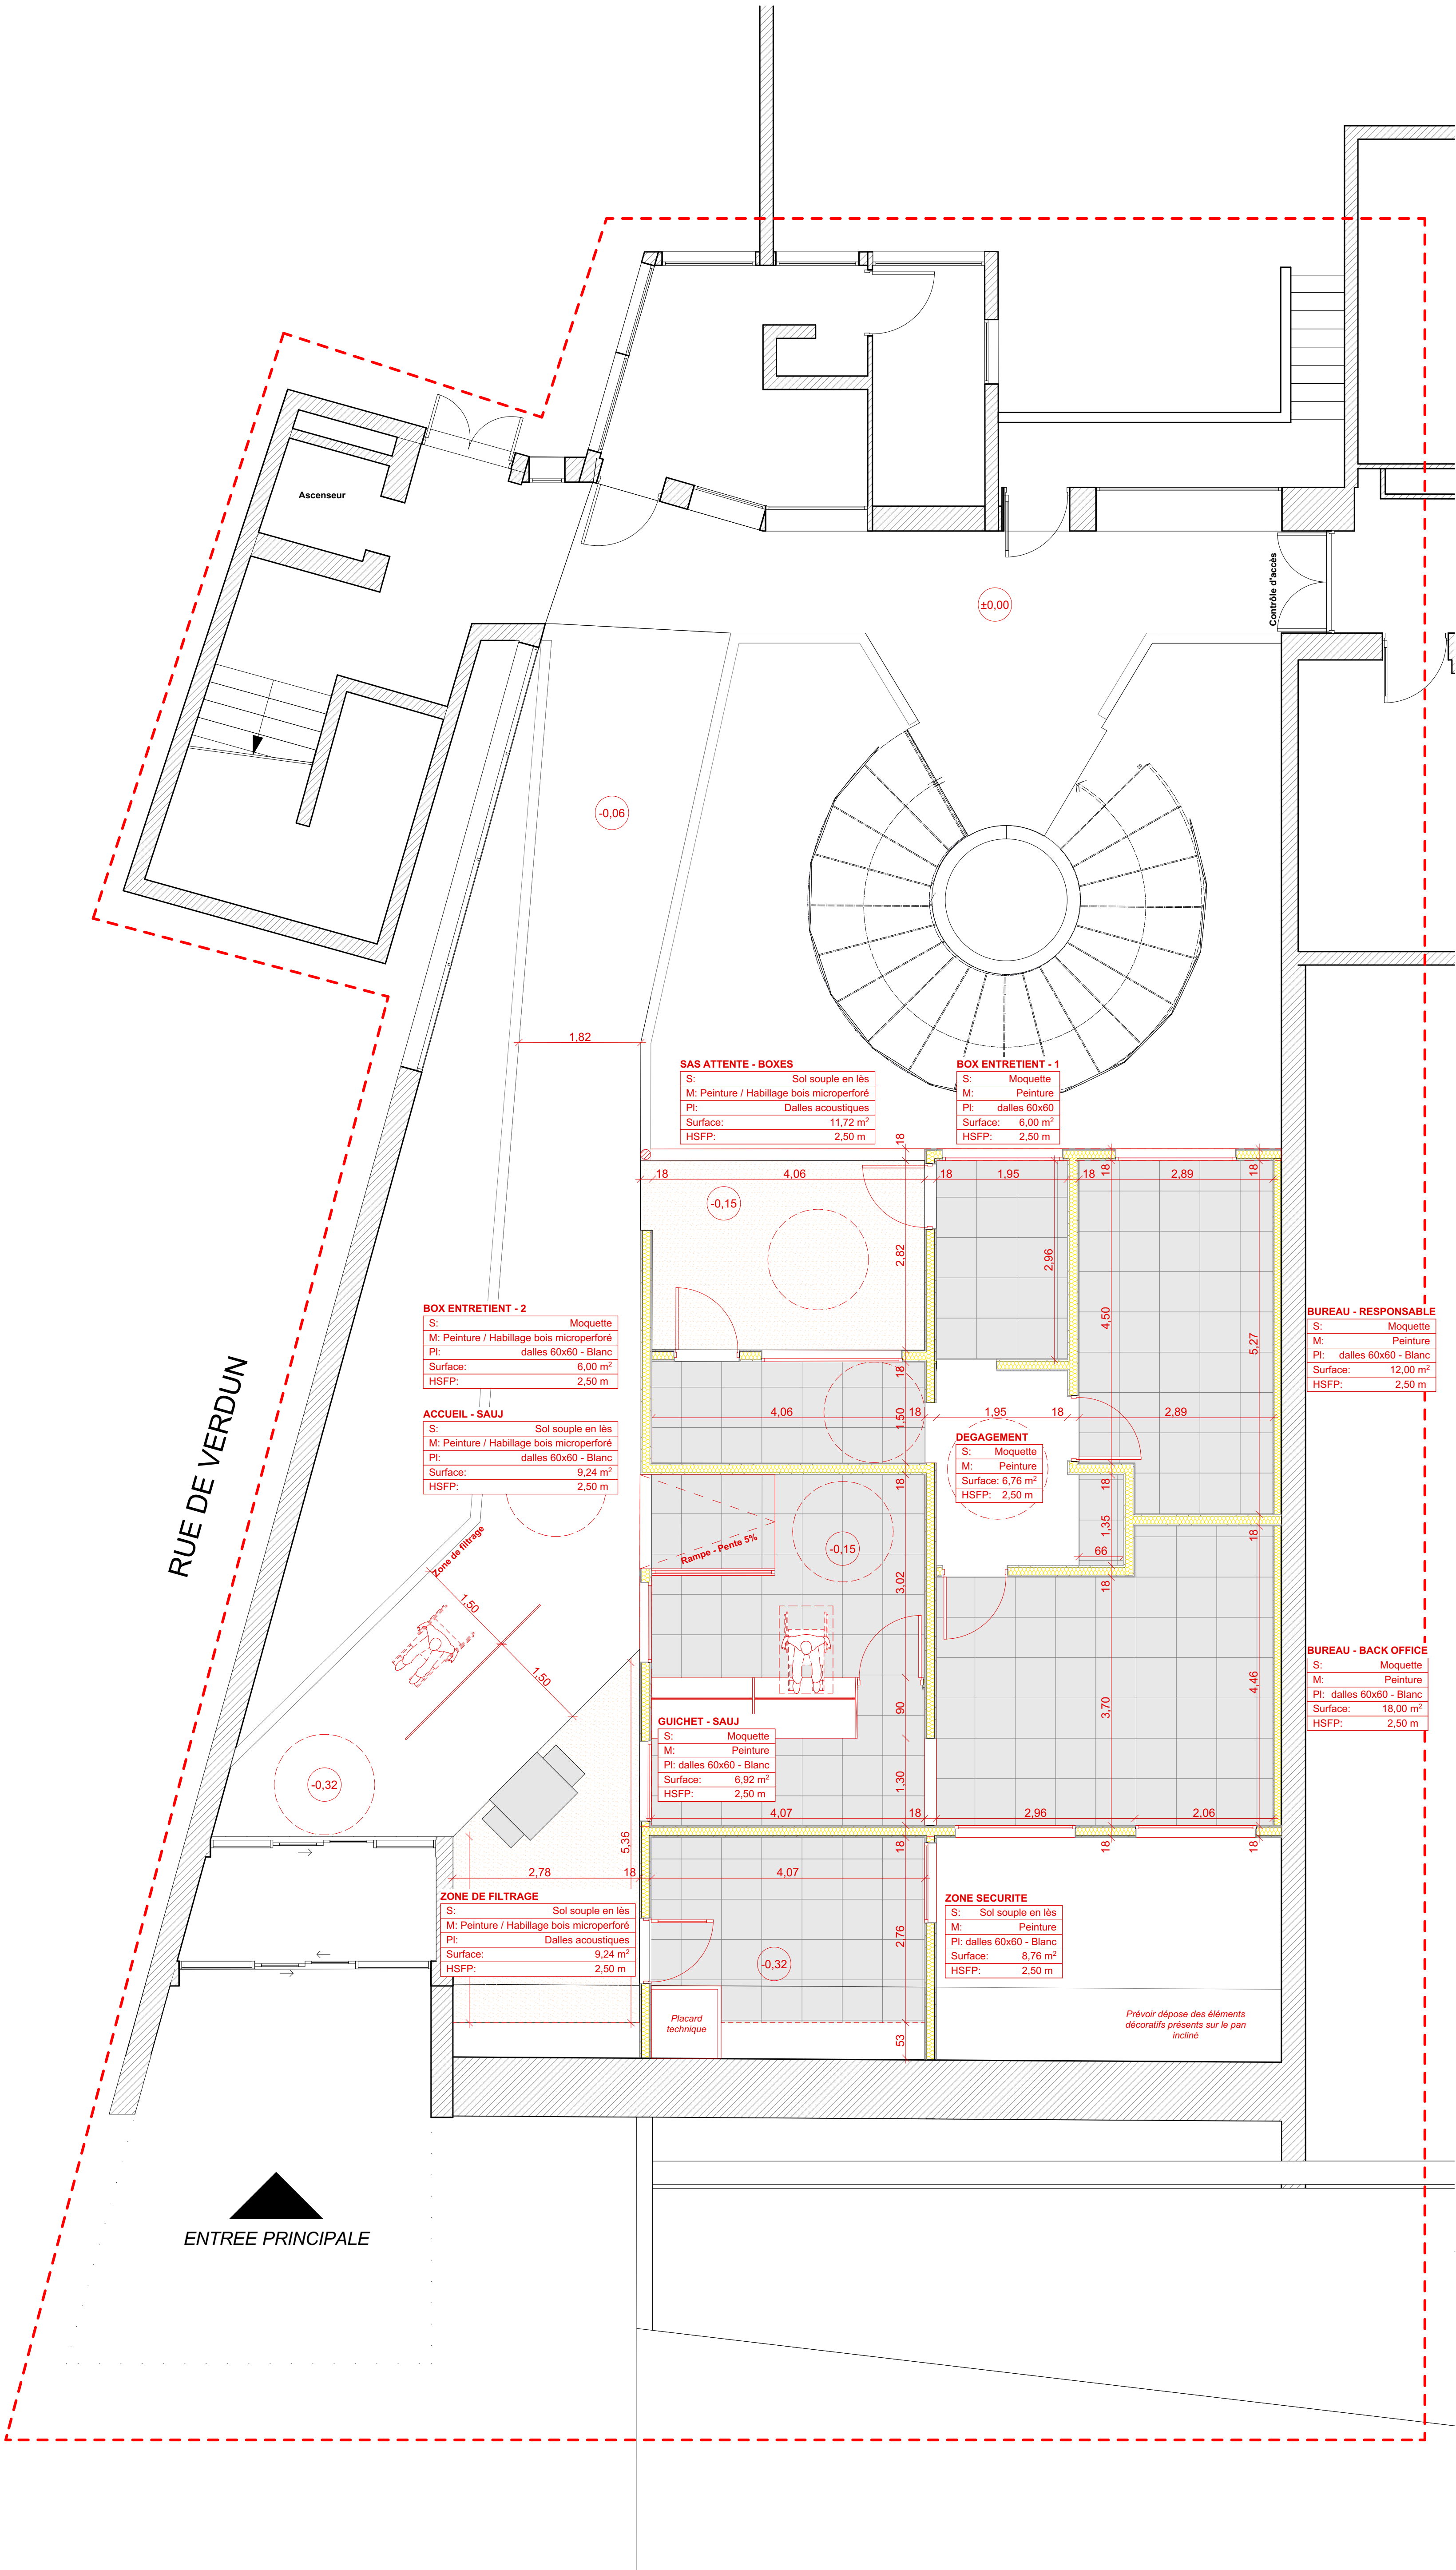 Ascenseur
Contrôle d'accès
±0,00
-0,06
1,82
SAS ATTENTE - BOXES
S: Sol souple en lès
M: Peinture / Habillage bois microperforé
Pl: Dalles acoustiques
Surface: 11,72 m²
HSFP: 2,50 m
BOX ENTRETIENT - 1
S: Moquette
M: Peinture
Pl: dalles 60x60
Surface: 6,00 m²
HSFP: 2,50 m
18
18
18
18
4,06
18
1,95
18
2,89
-0,15
2,82
2,96
4,50
5,27
BOX ENTRETIENT - 2
S: Moquette
M: Peinture / Habillage bois microperforé
Pl: dalles 60x60 - Blanc
Surface: 6,00 m²
HSFP: 2,50 m
BUREAU - RESPONSABLE
S: Moquette
M: Peinture
Pl: dalles 60x60 - Blanc
Surface: 12,00 m²
HSFP: 2,50 m
18
4,06
1,50
18
1,95
18
2,89
ACCUEIL - SAUJ
S: Sol souple en lès
M: Peinture / Habillage bois microperforé
Pl: dalles 60x60 - Blanc
Surface: 9,24 m²
HSFP: 2,50 m
DEGAGEMENT
S: Moquette
M: Peinture
Surface: 6,76 m²
HSFP: 2,50 m
RUE DE VERDUN
18
18
1,35
18
66
18
Zone de filtrage
Rampe - Pente 5%
-0,15
3,02
1,50
1,50
BUREAU - BACK OFFICE
S: Moquette
M: Peinture
Pl: dalles 60x60 - Blanc
Surface: 18,00 m²
HSFP: 2,50 m
4,46
3,70
90
GUICHET - SAUJ
S: Moquette
M: Peinture
Pl: dalles 60x60 - Blanc
Surface: 6,92 m²
HSFP: 2,50 m
-0,32
1,30
4,07
18
2,96
2,06
5,36
18
18
18
2,78
18
4,07
ZONE DE FILTRAGE
S: Sol souple en lès
M: Peinture / Habillage bois microperforé
Pl: Dalles acoustiques
Surface: 9,24 m²
HSFP: 2,50 m
ZONE SECURITE
S: Sol souple en lès
M: Peinture
Pl: dalles 60x60 - Blanc
Surface: 8,76 m²
HSFP: 2,50 m
2,76
-0,32
Placard
technique
53
Prévoir dépose des éléments
décoratifs présents sur le pan
incliné
ENTREE PRINCIPALE